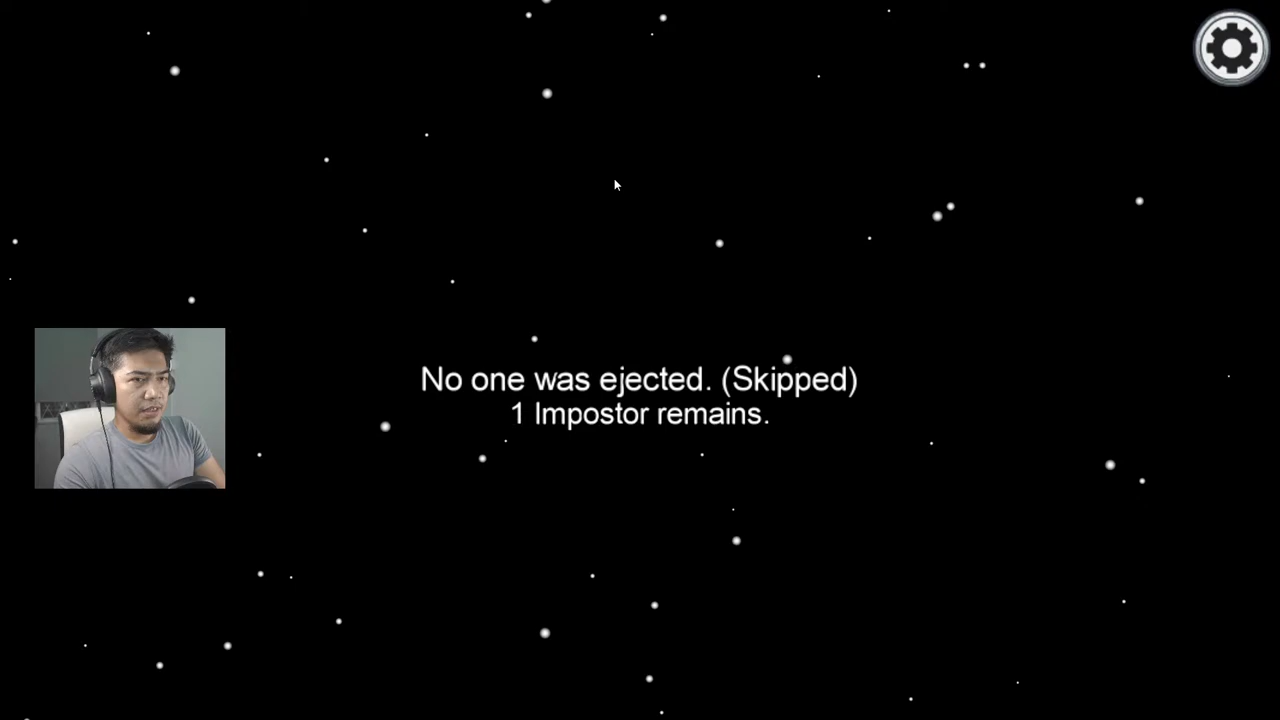 No one was ejected. (Skipped)
1 Impostor remains.